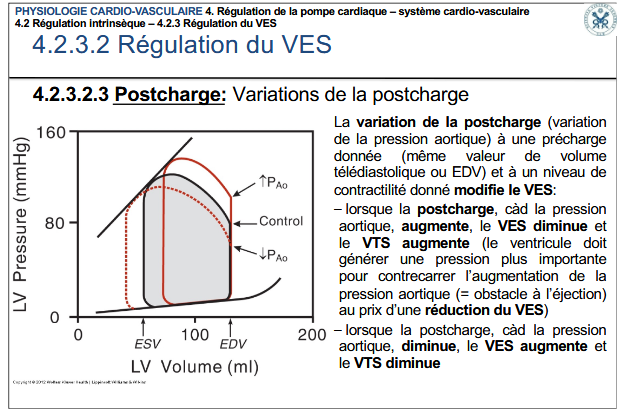 PHYSIOLOGIE CARDIO-VASCULAIRE 4. Régulation de la pompe cardiaque – système cardio-vasculaire
4.2 Régulation intrinsèque – 4.2.3 Régulation du VES
4.2.3.2 Régulation du VES
4.2.3.2.3 Postcharge: Variations de la postcharge
LV Pressure (mmHg)
160
80
0
↑PAo
Control
↓PAo
0
100
200
ESV
EDV
LV Volume (ml)
La variation de la postcharge (variation
de la pression aortique) à une précharge
donnée (même valeur de volume
télédiastolique ou EDV) et à un niveau de
contractilité donné modifie le VES:
– lorsque la postcharge, càd la pression
aortique, augmente, le VES diminue et
le VTS augmente (le ventricule doit
générer une pression plus importante
pour contrecarrer l'augmentation de la
pression aortique (= obstacle à l'éjection)
au prix d'une réduction du VES)
– lorsque la postcharge, càd la pression
aortique, diminue, le VES augmente et
le VTS diminue
Copyright © 2012 Wolters Kluwer Health | Lippincott Williams & Wilkins